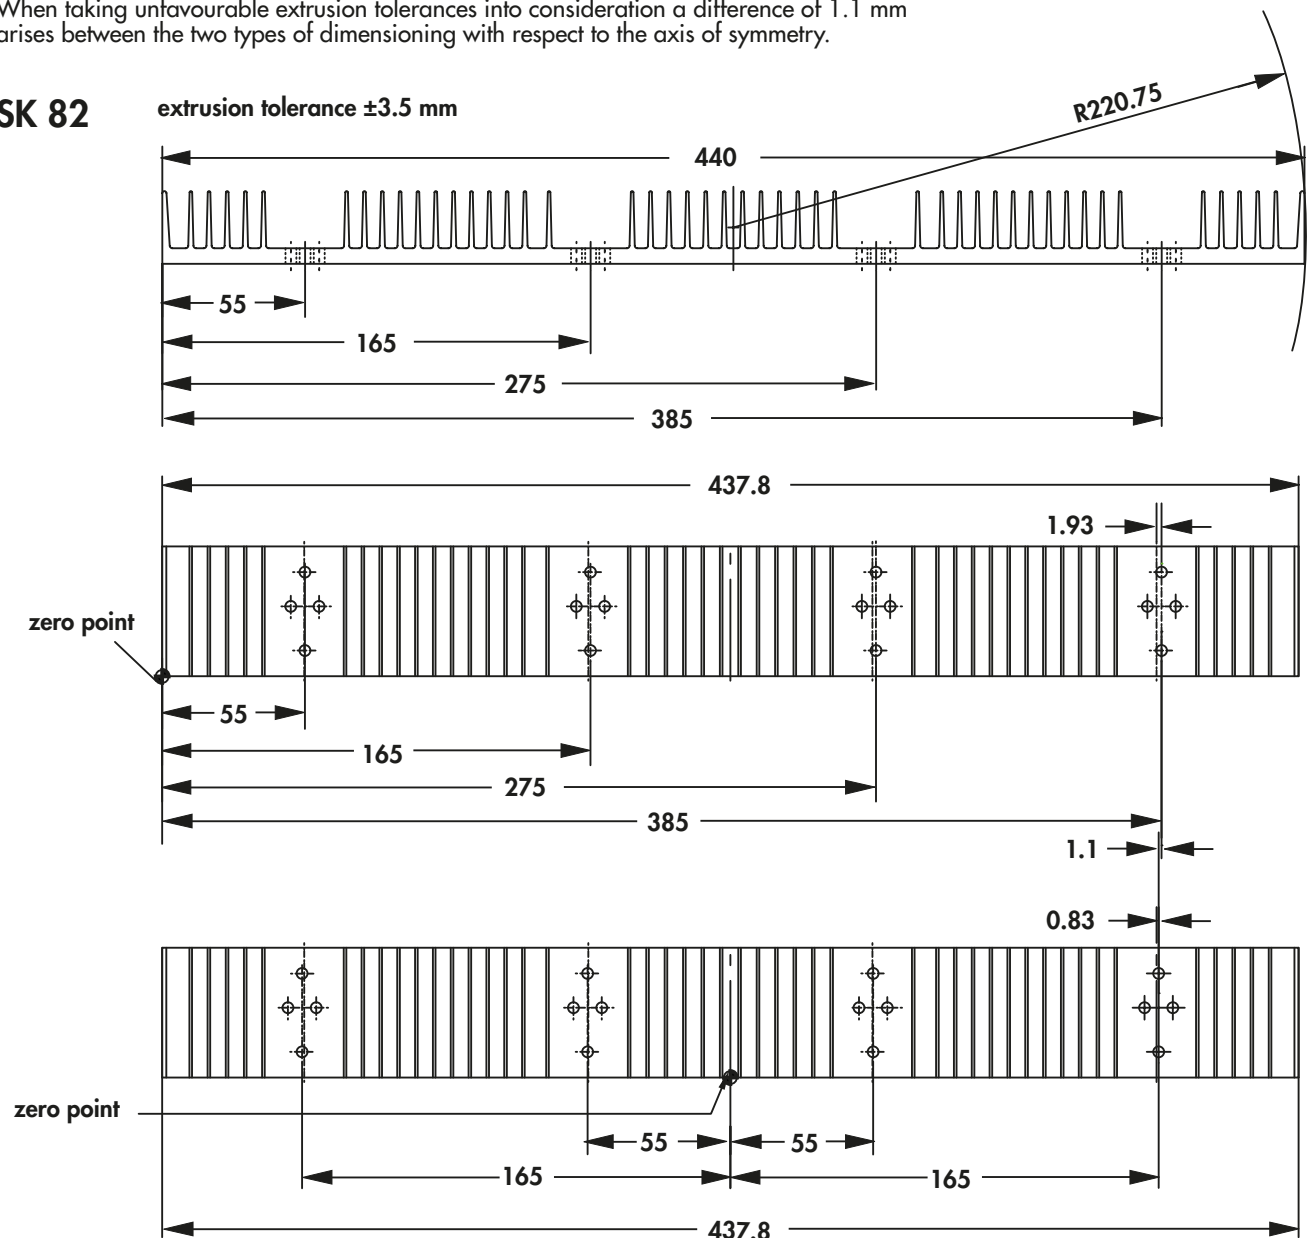 When taking unfavourable extrusion tolerances into consideration a difference of 1.1 mm
arises between the two types of dimensioning with respect to the axis of symmetry.
SK 82 extrusion tolerance ±3.5 mm
R220.75
440
55
165
275
385
437.8
1.93
zero point
55
165
275
385
1.1
0.83
zero point
55 55
165 165
437.8